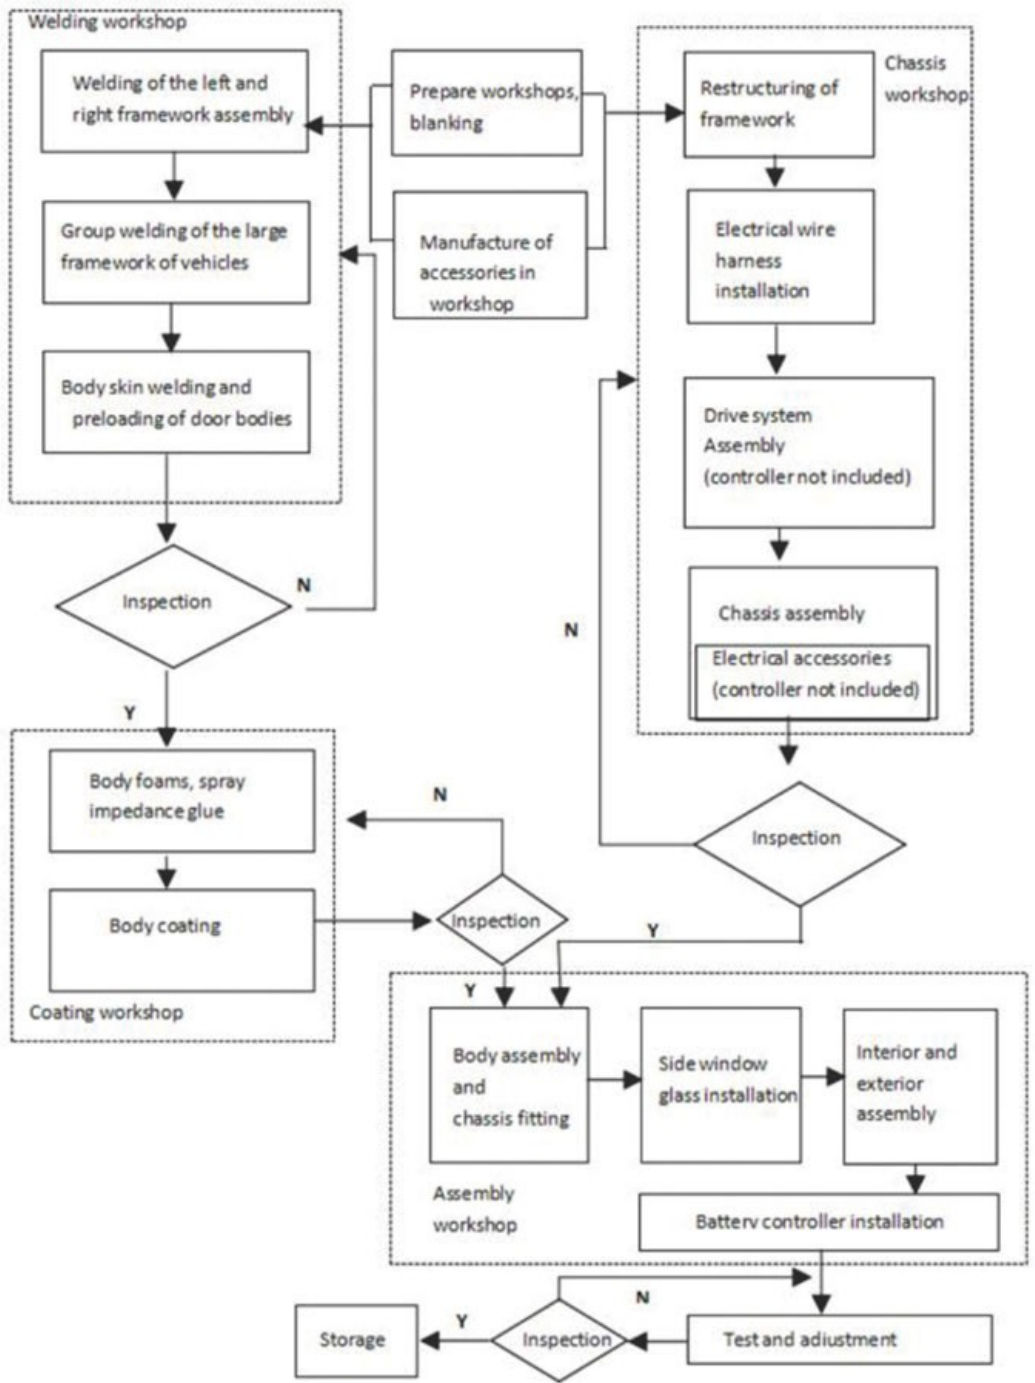 Welding workshop
Welding of the left and
right framework assembly
Group welding of the large
framework of vehicles
Body skin welding and
preloading of door bodies
Inspection
N
Y
Prepare workshops,
blanking
Manufacture of
accessories in
workshop
Chassis
workshop
Restructuring of
framework
Electrical wire
harness
installation
Drive system
Assembly
(controller not included)
Chassis assembly
Electrical accessories
(controller not included)
N
Inspection
Y
Body foams, spray
impedance glue
Body coating
Coating workshop
N
Inspection
Y
Body assembly
and
chassis fitting
Side window
glass installation
Interior and
exterior
assembly
Assembly
workshop
Batterv controller installation
N
Test and adiustment
Inspection
Y
Storage